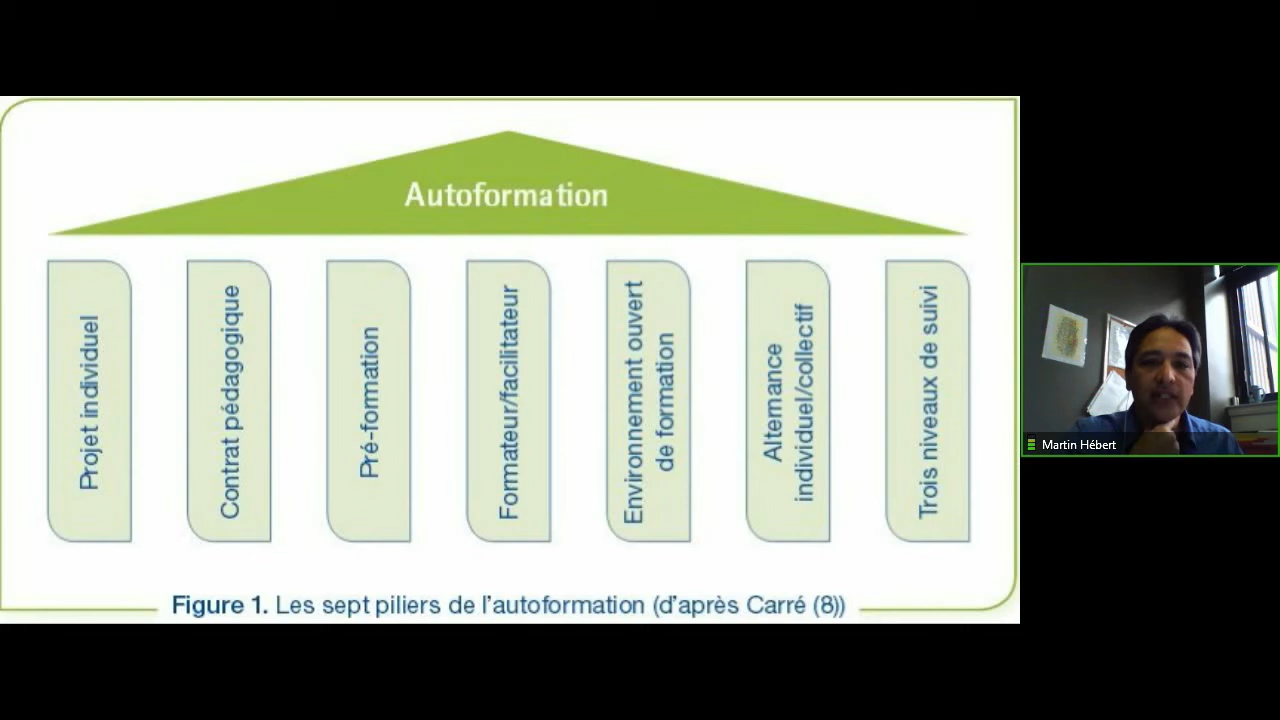 Autoformation
Projet individuel
Contrat pédagogique
Pré-formation
Formateur/facilitateur
Environnement ouvert
de formation
Alternance
individuel/collectif
Trois niveaux de suivi
Figure 1. Les sept piliers de l'autoformation (d'après Carré (8))
Martin Hébert